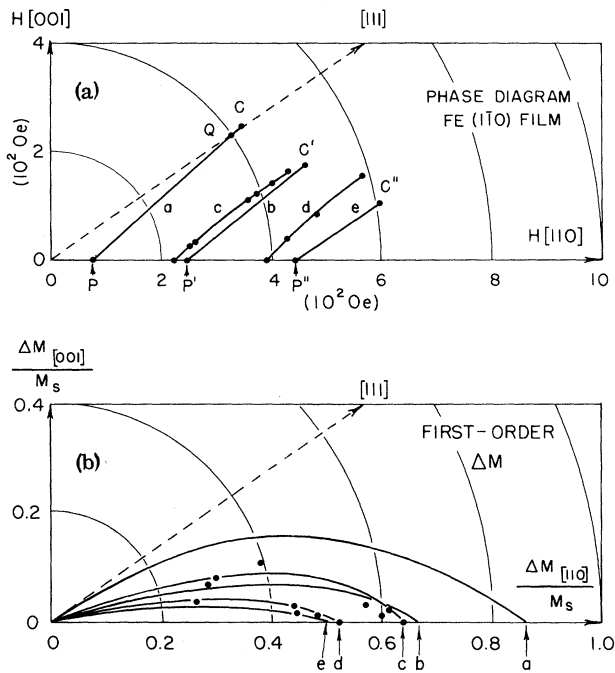 H [001]
[111]
4
(a)
C
PHASE DIAGRAM
FE (11̄0) FILM
Q
C'
2
(10² Oe)
a
c
b
d
e
C"
H [110]
0
0
2
4
6
8
10
P
P'
P"
(10² Oe)
ΔM [001]
Ms
[111]
0.4
(b)
FIRST-ORDER
ΔM
0.2
ΔM [110]
Ms
0
0
0.2
0.4
0.6
0.8
1.0
e
d
c
b
a